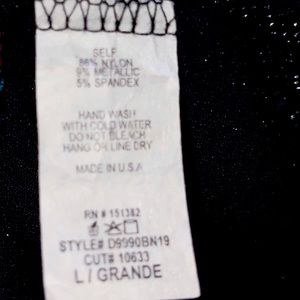 SELF
86% NYLON
9% METALLIC
5% SPANDEX
HAND WASH
WITH COLD WATER
DO NOT BLEACH
HANG OR LINE DRY
MADE IN U.S.A
RN # 151382
STYLE# D9990BN19
CUT# 10633
L / GRANDE